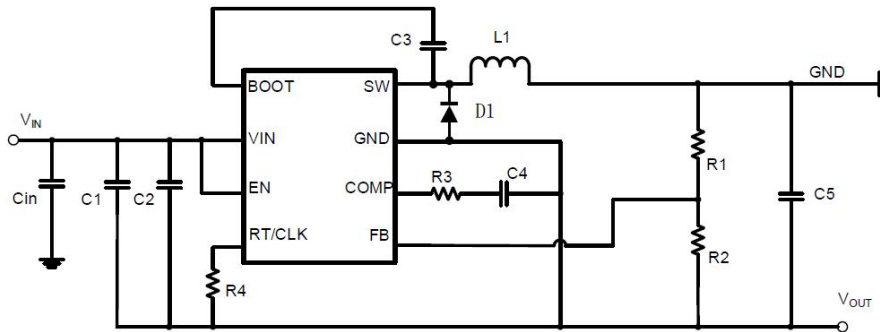 C3
L1
BOOT
SW
GND
D1
VIN
VIN
GND
R1
EN
COMP
R3
C4
Cin
C1
C2
C5
RT/CLK
FB
R2
R4
VOUT